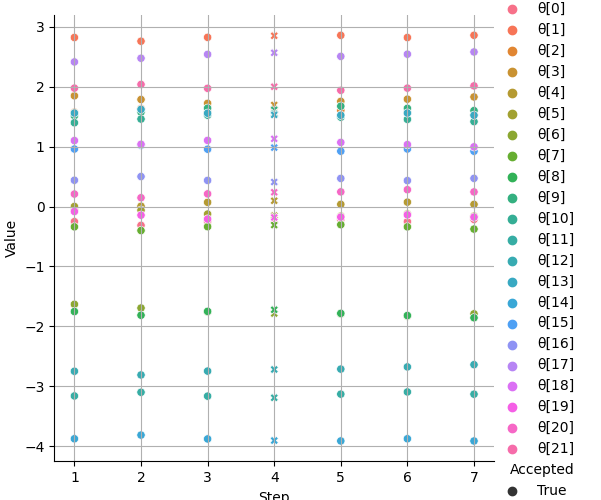 3
2
1
0
−1
−2
−3
−4
Value
1 2 3 4 5 6 7
Step
θ[0]
θ[1]
θ[2]
θ[3]
θ[4]
θ[5]
θ[6]
θ[7]
θ[8]
θ[9]
θ[10]
θ[11]
θ[12]
θ[13]
θ[14]
θ[15]
θ[16]
θ[17]
θ[18]
θ[19]
θ[20]
θ[21]
Accepted
True